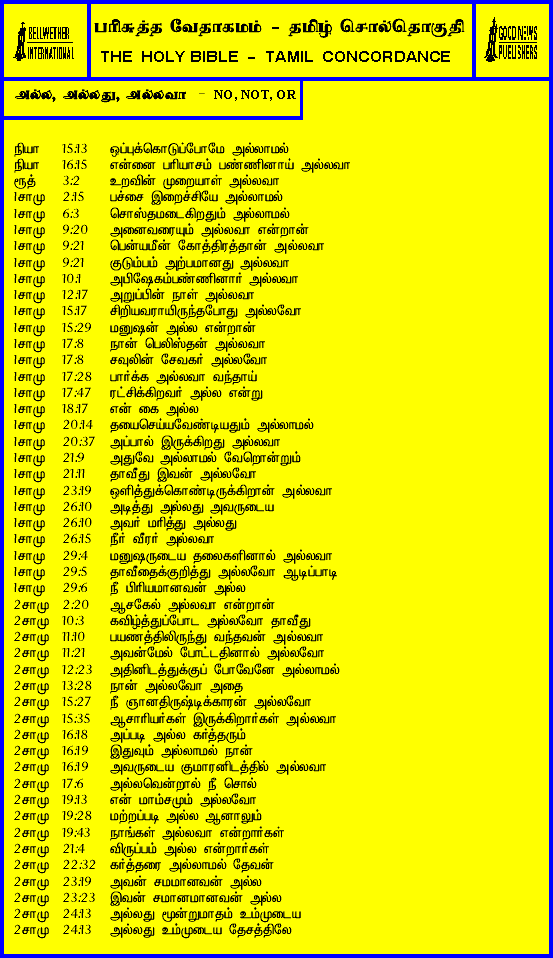 BELLWETHER INTERNATIONAL
பரிசுத்த வேதாகமம் - தமிழ் சொல்தொகுதி
THE HOLY BIBLE - TAMIL CONCORDANCE
GOOD NEWS PUBLISHERS
அல்ல, அல்லது, அல்லவா - NO, NOT, OR
நியா 15:13 ஒப்புக்கொடுப்போமே அல்லாமல்
நியா 16:15 என்னை பரியாசம் பண்ணினாய் அல்லவா
ரூத் 3:2 உறவின் முறையாள் அல்லவா
1சாமு 2:15 பச்சை இறைச்சியே அல்லாமல்
1சாமு 6:3 சொஸ்தமடைகிறதும் அல்லாமல்
1சாமு 9:20 அனைவரையும் அல்லவா என்றான்
1சாமு 9:21 பென்யமீன் கோத்திரத்தான் அல்லவா
1சாமு 9:21 குடும்பம் அற்பமானது அல்லவா
1சாமு 10:1 அபிஷேகம்பண்ணினார் அல்லவா
1சாமு 12:17 அறுப்பின் நாள் அல்லவா
1சாமு 15:17 சிறியவராயிருந்தபோது அல்லவோ
1சாமு 15:29 மனுஷன் அல்ல என்றான்
1சாமு 17:8 நான் பெலிஸ்தன் அல்லவா
1சாமு 17:8 சவுலின் சேவகர் அல்லவோ
1சாமு 17:28 பார்க்க அல்லவா வந்தாய்
1சாமு 17:47 ரட்சிக்கிறவர் அல்ல என்று
1சாமு 18:17 என் கை அல்ல
1சாமு 20:14 தயைசெய்யவேண்டியதும் அல்லாமல்
1சாமு 20:37 அப்பால் இருக்கிறது அல்லவா
1சாமு 21:9 அதுவே அல்லாமல் வேறொன்றும்
1சாமு 21:11 தாவீது இவன் அல்லவோ
1சாமு 23:19 ஒளித்துக்கொண்டிருக்கிறான் அல்லவா
1சாமு 26:10 அடித்து அல்லது அவருடைய
1சாமு 26:10 அவர் மரித்து அல்லது
1சாமு 26:15 நீர் வீரர் அல்லவா
1சாமு 29:4 மனுஷருடைய தலைகளினால் அல்லவா
1சாமு 29:5 தாவீதைக்குறித்து அல்லவோ ஆடிப்பாடி
1சாமு 29:6 நீ பிரியமானவன் அல்ல
2சாமு 2:20 ஆசகேல் அல்லவா என்றான்
2சாமு 10:3 கவிழ்த்துப்போட அல்லவோ தாவீது
2சாமு 11:10 பயணத்திலிருந்து வந்தவன் அல்லவா
2சாமு 11:21 அவன்மேல் போட்டதினால் அல்லவோ
2சாமு 12:23 அதினிடத்துக்குப் போவேனே அல்லாமல்
2சாமு 13:28 நான் அல்லவோ அதை
2சாமு 15:27 நீ ஞானதிருஷ்டிக்காரன் அல்லவோ
2சாமு 15:35 ஆசாரியர்கள் இருக்கிறார்கள் அல்லவா
2சாமு 16:18 அப்படி அல்ல கர்த்தரும்
2சாமு 16:19 இதுவும் அல்லாமல் நான்
2சாமு 16:19 அவருடைய குமாரனிடத்தில் அல்லவா
2சாமு 17:6 அல்லவென்றால் நீ சொல்
2சாமு 19:13 என் மாம்சமும் அல்லவோ
2சாமு 19:28 மற்றப்படி அல்ல ஆனாலும்
2சாமு 19:43 நாங்கள் அல்லவா என்றார்கள்
2சாமு 21:4 விருப்பம் அல்ல என்றார்கள்
2சாமு 22:32 கர்த்தரை அல்லாமல் தேவன்
2சாமு 23:19 அவன் சமமானவன் அல்ல
2சாமு 23:23 இவன் சமானமானவன் அல்ல
2சாமு 24:13 அல்லது மூன்றுமாதம் உம்முடைய
2சாமு 24:13 அல்லது உம்முடைய தேசத்திலே